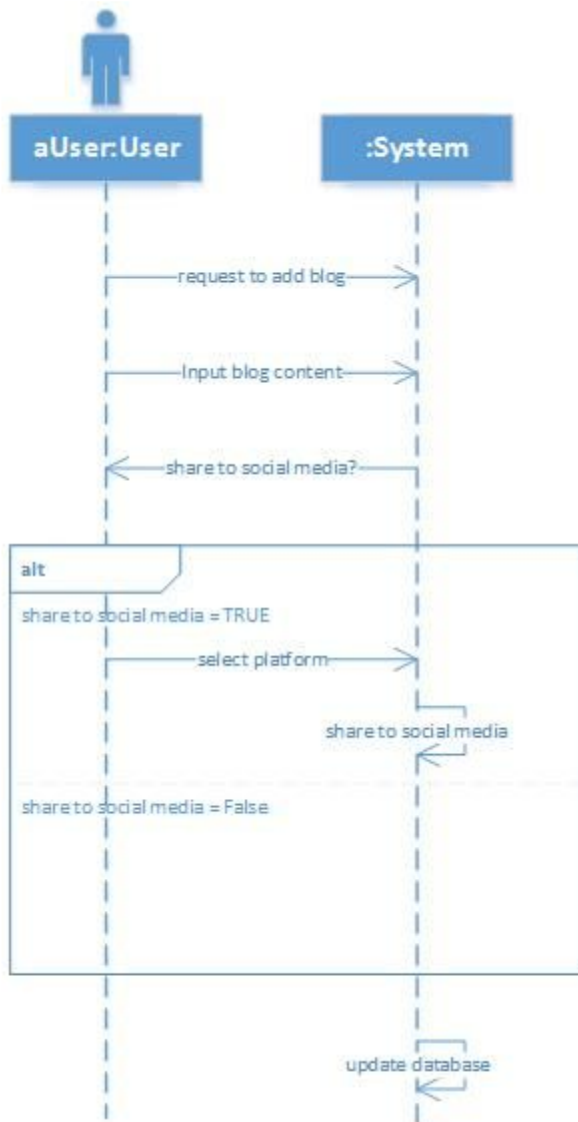 aUser:User
:System
request to add blog
Input blog content
share to social media?
alt
share to social media = TRUE
select platform
share to social media
share to social media = False
update database